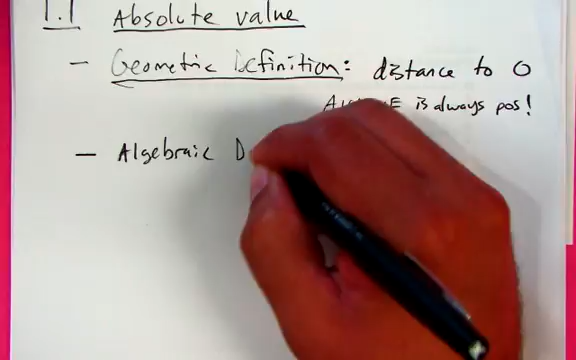 1.1 Absolute value
- Geometric Definition: distance to 0
is always pos!
- Algebraic D